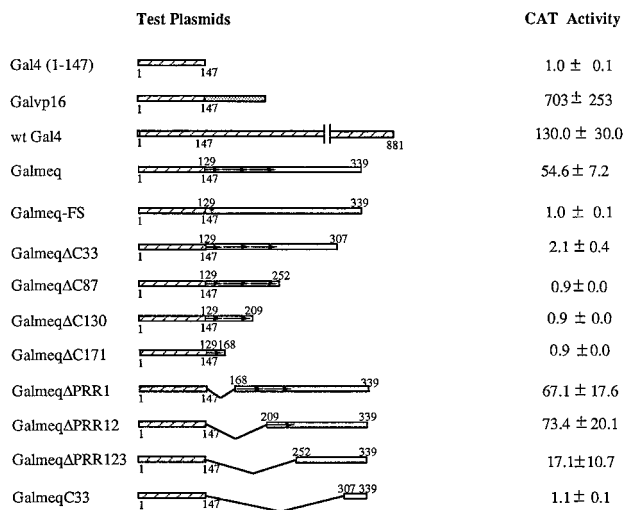 Test Plasmids CAT Activity
Gal4 (1-147) 1.0 ± 0.1
1 147
Galvp16 703 ± 253
1 147
wt Gal4 130.0 ± 30.0
1 147 881
129 339
Galmeq 54.6 ± 7.2
1 147
129 339
Galmeq-FS 1.0 ± 0.1
1 147
129 307
GalmeqΔC33 2.1 ± 0.4
1 147
129 252
GalmeqΔC87 0.9 ± 0.0
1 147
129 209
GalmeqΔC130 0.9 ± 0.0
1 147
129 168
GalmeqΔC171 0.9 ± 0.0
1 147
168 339
GalmeqΔPRR1 67.1 ± 17.6
1 147
209 339
GalmeqΔPRR12 73.4 ± 20.1
1 147
252 339
GalmeqΔPRR123 17.1 ± 10.7
1 147
307 339
GalmeqC33 1.1 ± 0.1
1 147